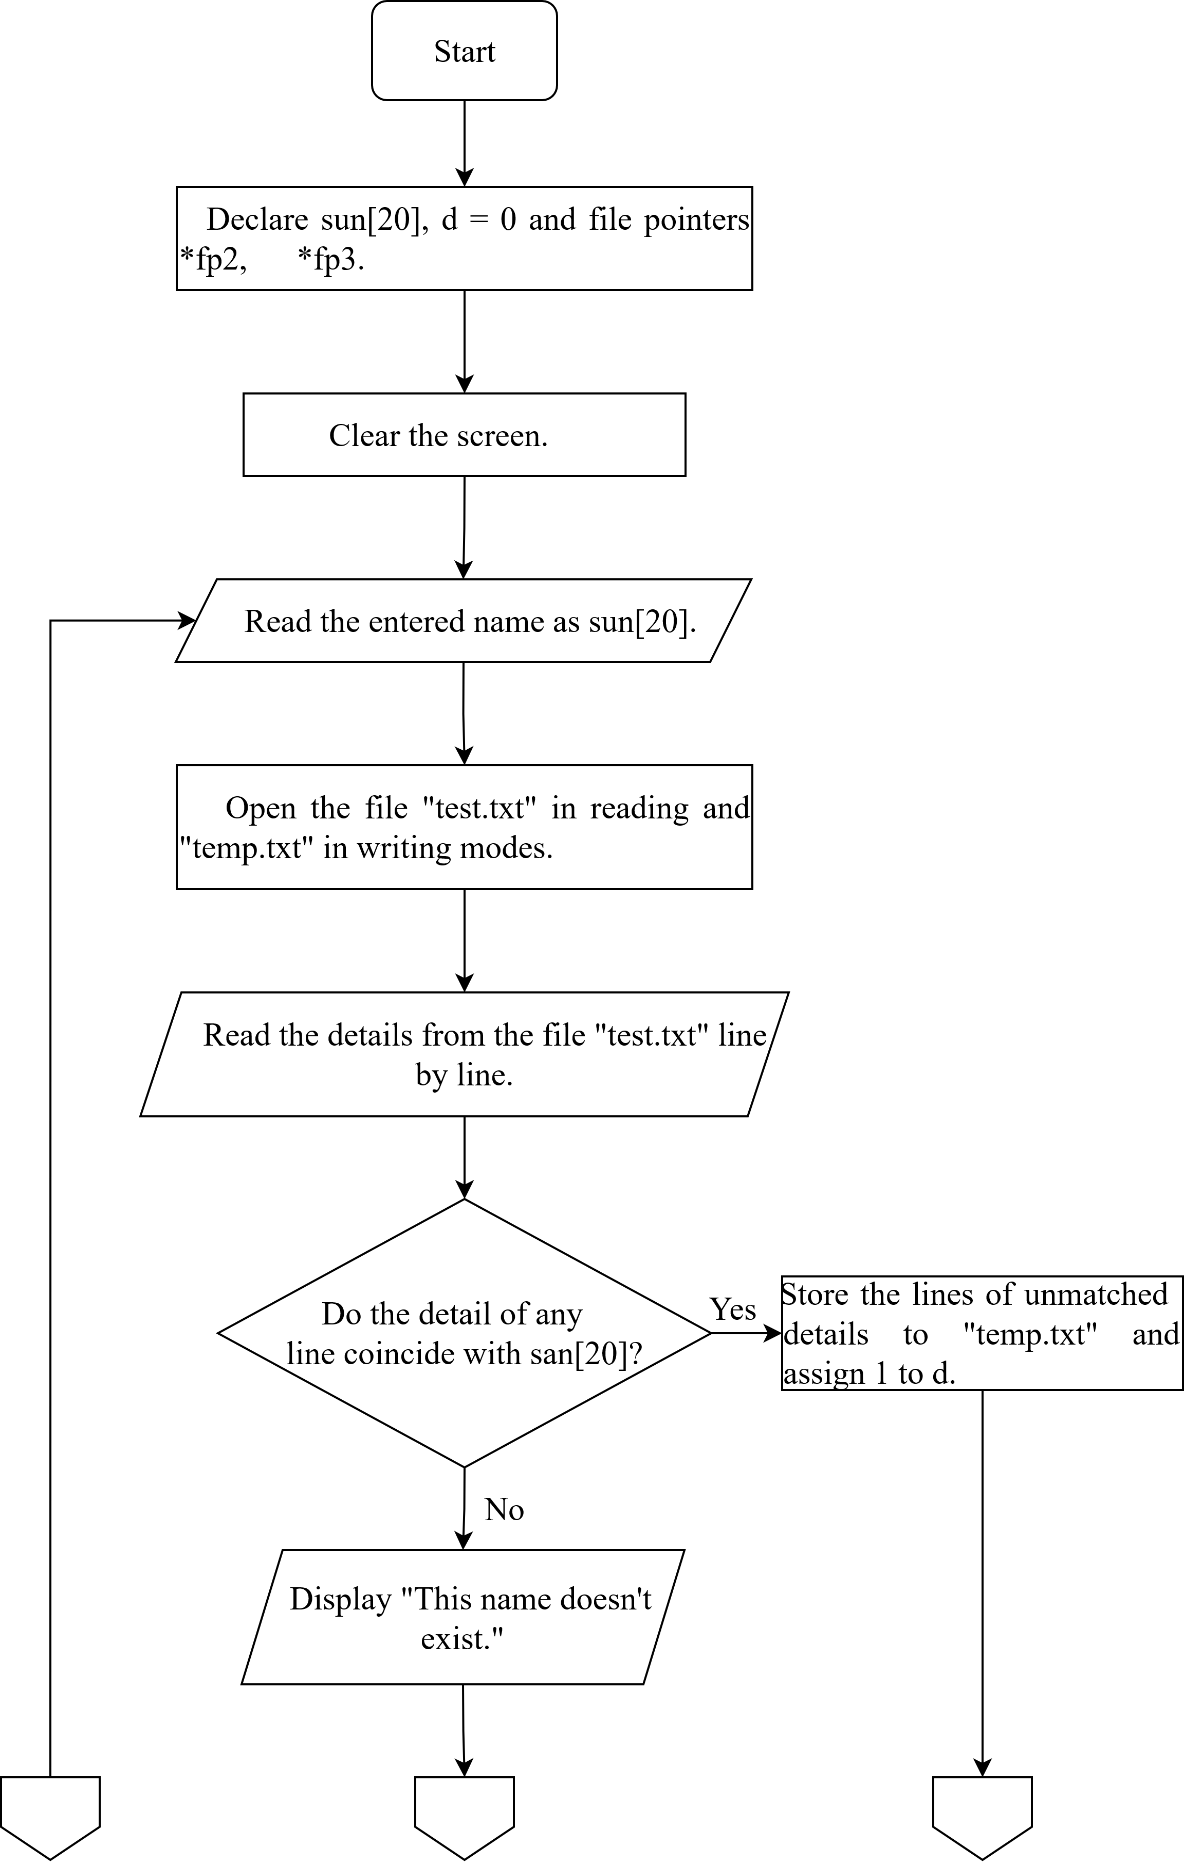 Start
Declare sun[20], d = 0 and file pointers
*fp2, *fp3.
Clear the screen.
Read the entered name as sun[20].
Open the file "test.txt" in reading and
"temp.txt" in writing modes.
Read the details from the file "test.txt" line
by line.
Do the detail of any
line coincide with san[20]?
Yes
Store the lines of unmatched
details to "temp.txt" and
assign 1 to d.
No
Display "This name doesn't
exist."